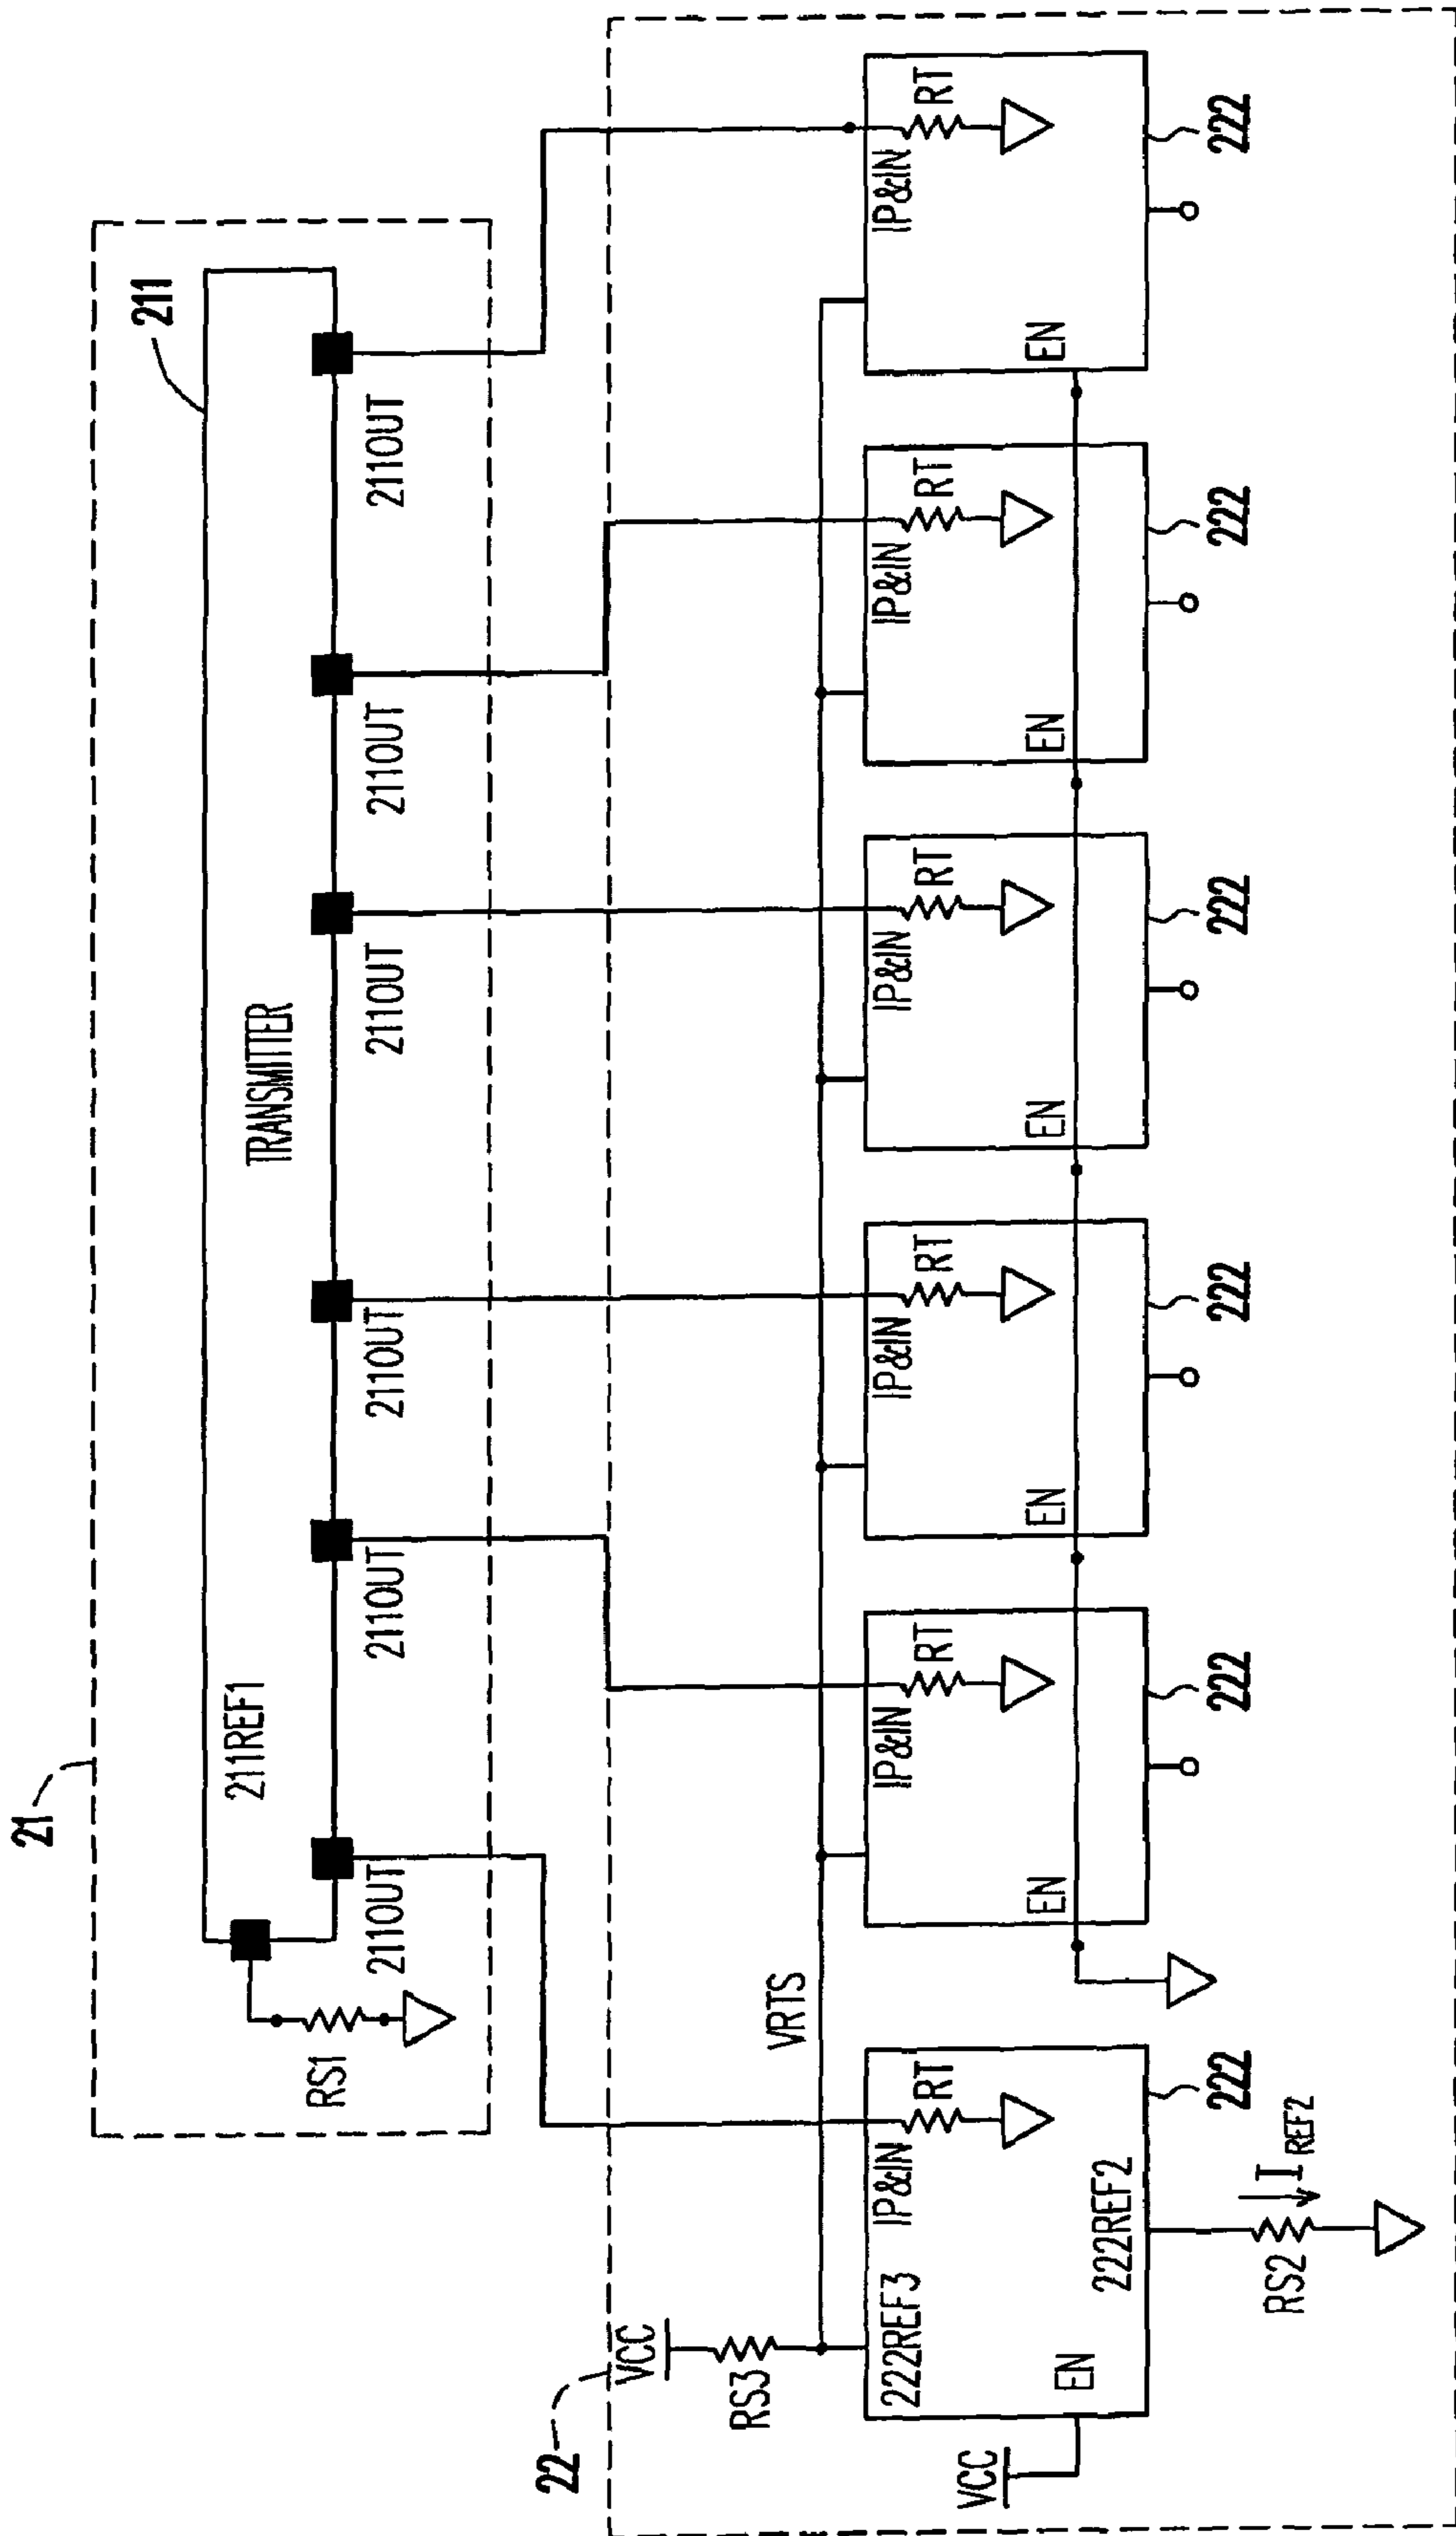 21
211
211REF1
TRANSMITTER
RS1
211OUT
211OUT
211OUT
211OUT
211OUT
211OUT
22
VCC
RS3
VRTS
222REF3
IP&IN
RT
IP&IN
RT
IP&IN
RT
IP&IN
RT
IP&IN
RT
IP&IN
RT
VCC
EN
222REF2
EN
EN
EN
EN
EN
222
222
222
222
222
222
RS2
I REF2